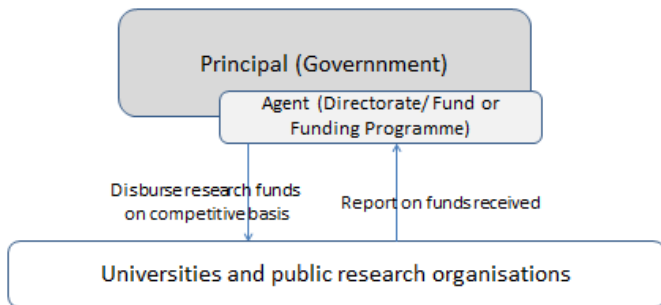 Principal (Governnment)
Agent (Directorate/ Fund or
Funding Programme)
Disburse research funds
on competitive basis
Report on funds received
Universities and public research organisations